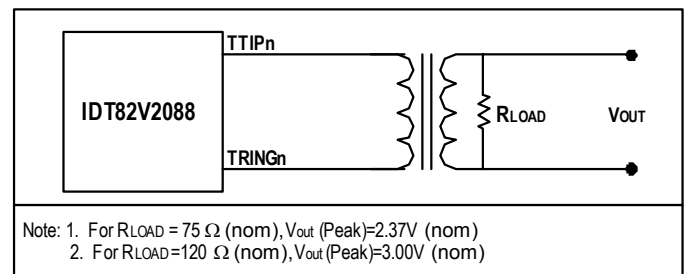 TTIPn
IDT82V2088
RLOAD
VOUT
TRINGn
Note: 1. For RLOAD = 75 Ω (nom), Vout (Peak)=2.37V (nom)
2. For RLOAD=120 Ω (nom), Vout (Peak)=3.00V (nom)